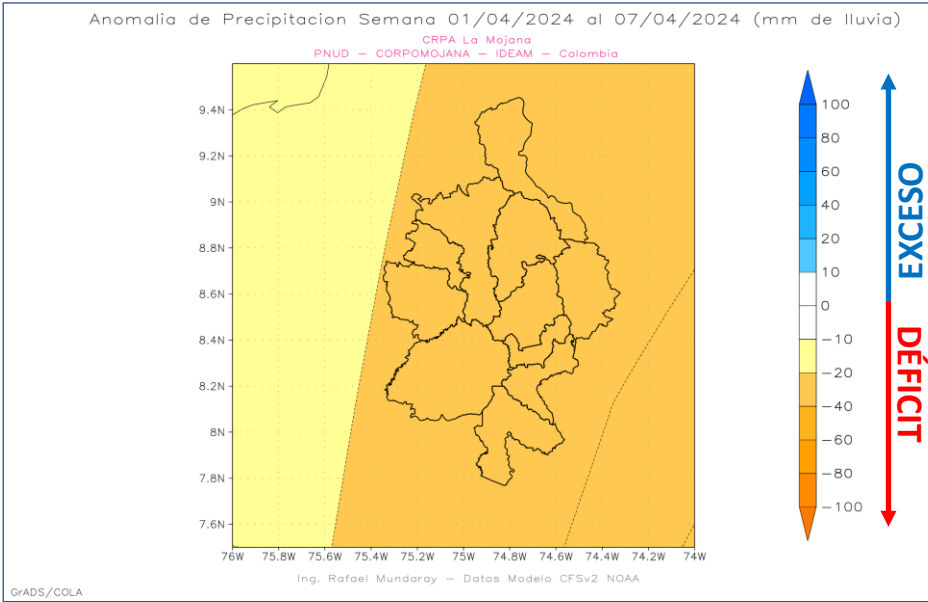 Anomalia de Precipitacion Semana 01/04/2024 al 07/04/2024 (mm de lluvia)
CRPA La Mojana
PNUD – CORPOMOJANA – IDEAM – Colombia
9.4N
9.2N
9N
8.8N
8.6N
8.4N
8.2N
8N
7.8N
7.6N
76W 75.8W 75.6W 75.4W 75.2W 75W 74.8W 74.6W 74.4W 74.2W 74W
100
80
60
40
20
10
0
−10
−20
−40
−60
−80
−100
EXCESO
DÉFICIT
Ing. Rafael Mundaray – Datos Modelo CFSv2 NOAA
GrADS/COLA